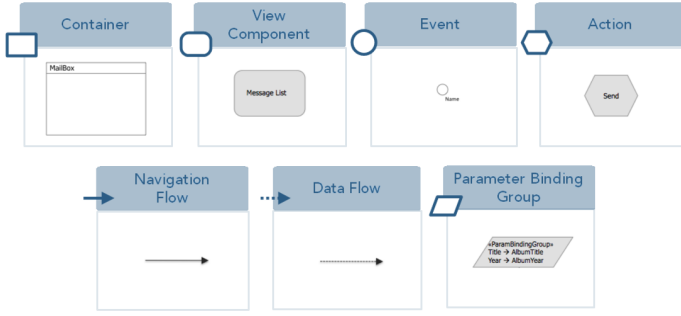 Container
MailBox
View
Component
Message List
Event
Name
Action
Send
Navigation
Flow
Data Flow
Parameter Binding
Group
«ParamBindingGroup»
Title → AlbumTitle
Year → AlbumYear